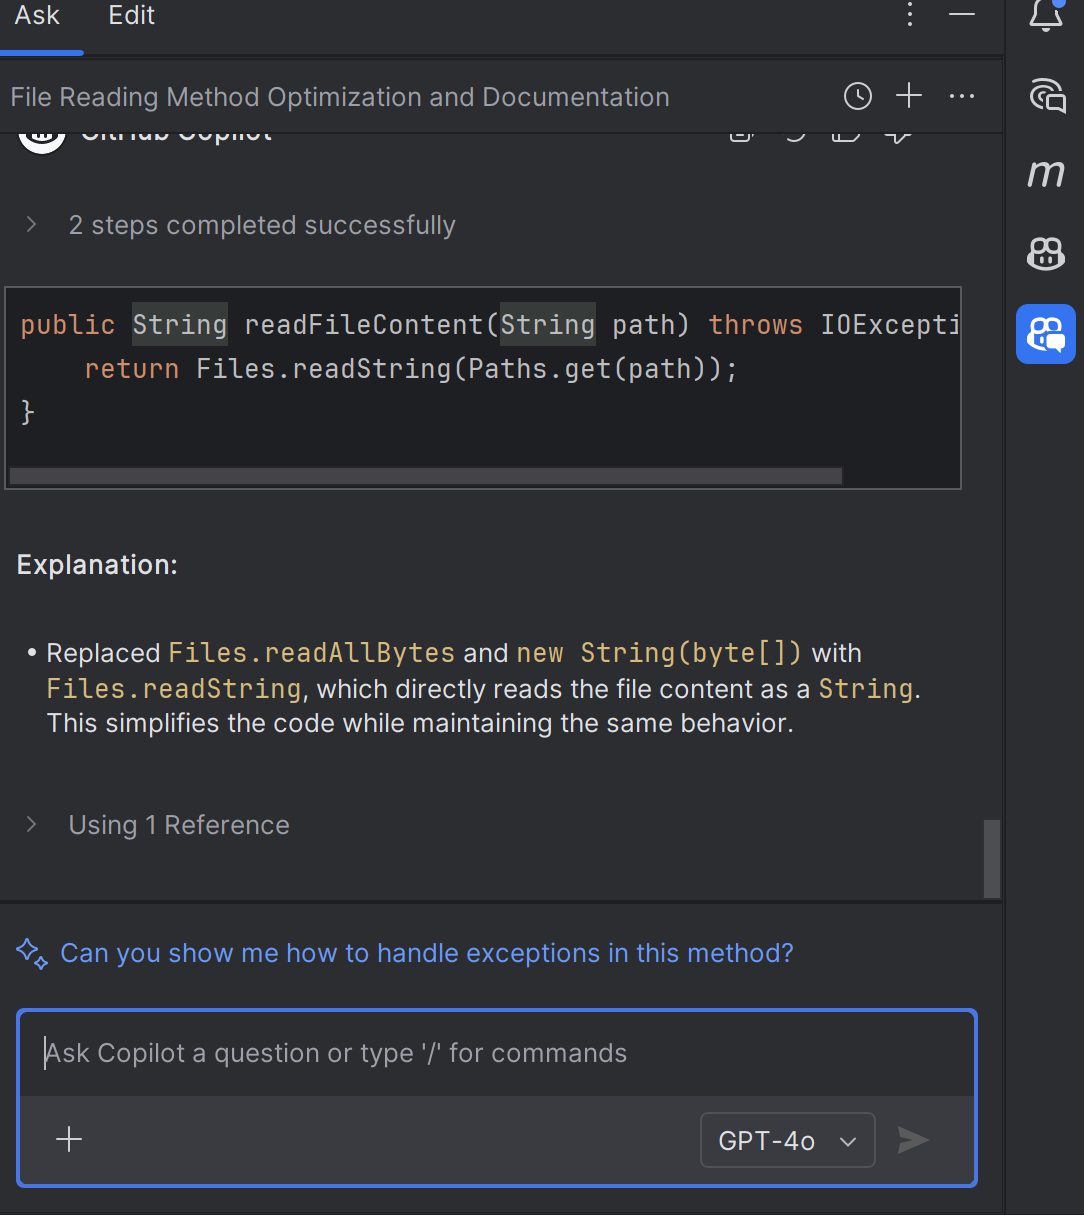 Ask Edit
File Reading Method Optimization and Documentation
GitHub Copilot
2 steps completed successfully
public String readFileContent(String path) throws IOExcepti
return Files.readString(Paths.get(path));
}
Explanation:
• Replaced Files.readAllBytes and new String(byte[]) with
Files.readString, which directly reads the file content as a String.
This simplifies the code while maintaining the same behavior.
Using 1 Reference
Can you show me how to handle exceptions in this method?
Ask Copilot a question or type '/' for commands
GPT-4o
m